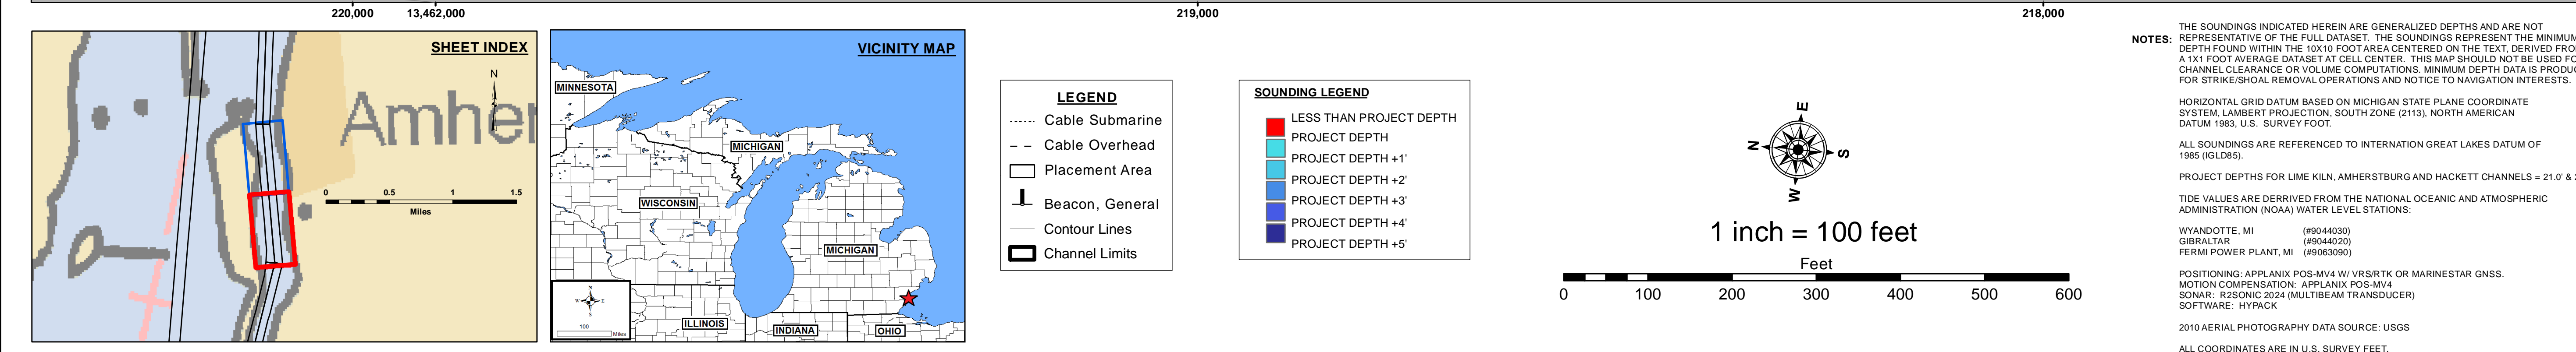 220,000
13,462,000
219,000
218,000
SHEET INDEX
N
Amher
0 0.5 1 1.5
Miles
VICINITY MAP
MINNESOTA
MICHIGAN
WISCONSIN
MICHIGAN
ILLINOIS
INDIANA
OHIO
N
W E
S
100
Miles
LEGEND
Cable Submarine
Cable Overhead
Placement Area
Beacon, General
Contour Lines
Channel Limits
SOUNDING LEGEND
LESS THAN PROJECT DEPTH
PROJECT DEPTH
PROJECT DEPTH +1'
PROJECT DEPTH +2'
PROJECT DEPTH +3'
PROJECT DEPTH +4'
PROJECT DEPTH +5'
E
N
S
W
1 inch = 100 feet
Feet
0 100 200 300 400 500 600
NOTES:
THE SOUNDINGS INDICATED HEREIN ARE GENERALIZED DEPTHS AND ARE NOT
REPRESENTATIVE OF THE FULL DATASET. THE SOUNDINGS REPRESENT THE MINIMUM
DEPTH FOUND WITHIN THE 10X10 FOOT AREA CENTERED ON THE TEXT, DERIVED FRO
A 1X1 FOOT AVERAGE DATASET AT CELL CENTER. THIS MAP SHOULD NOT BE USED FO
CHANNEL CLEARANCE OR VOLUME COMPUTATIONS. MINIMUM DEPTH DATA IS PRODUC
FOR STRIKE/SHOAL REMOVAL OPERATIONS AND NOTICE TO NAVIGATION INTERESTS.
HORIZONTAL GRID DATUM BASED ON MICHIGAN STATE PLANE COORDINATE
SYSTEM, LAMBERT PROJECTION, SOUTH ZONE (2113), NORTH AMERICAN
DATUM 1983, U.S. SURVEY FOOT.
ALL SOUNDINGS ARE REFERENCED TO INTERNATION GREAT LAKES DATUM OF
1985 (IGLD85).
PROJECT DEPTHS FOR LIME KILN, AMHERSTBURG AND HACKETT CHANNELS = 21.0' &
TIDE VALUES ARE DERRIVED FROM THE NATIONAL OCEANIC AND ATMOSPHERIC
ADMINISTRATION (NOAA) WATER LEVEL STATIONS:
WYANDOTTE, MI (#9044030)
GIBRALTAR (#9044020)
FERMI POWER PLANT, MI (#9063090)
POSITIONING: APPLANIX POS-MV4 W/ VRS/RTK OR MARINESTAR GNSS.
MOTION COMPENSATION: APPLANIX POS-MV4
SONAR: R2SONIC 2024 (MULTIBEAM TRANSDUCER)
SOFTWARE: HYPACK
2010 AERIAL PHOTOGRAPHY DATA SOURCE: USGS
ALL COORDINATES ARE IN U.S. SURVEY FEET.